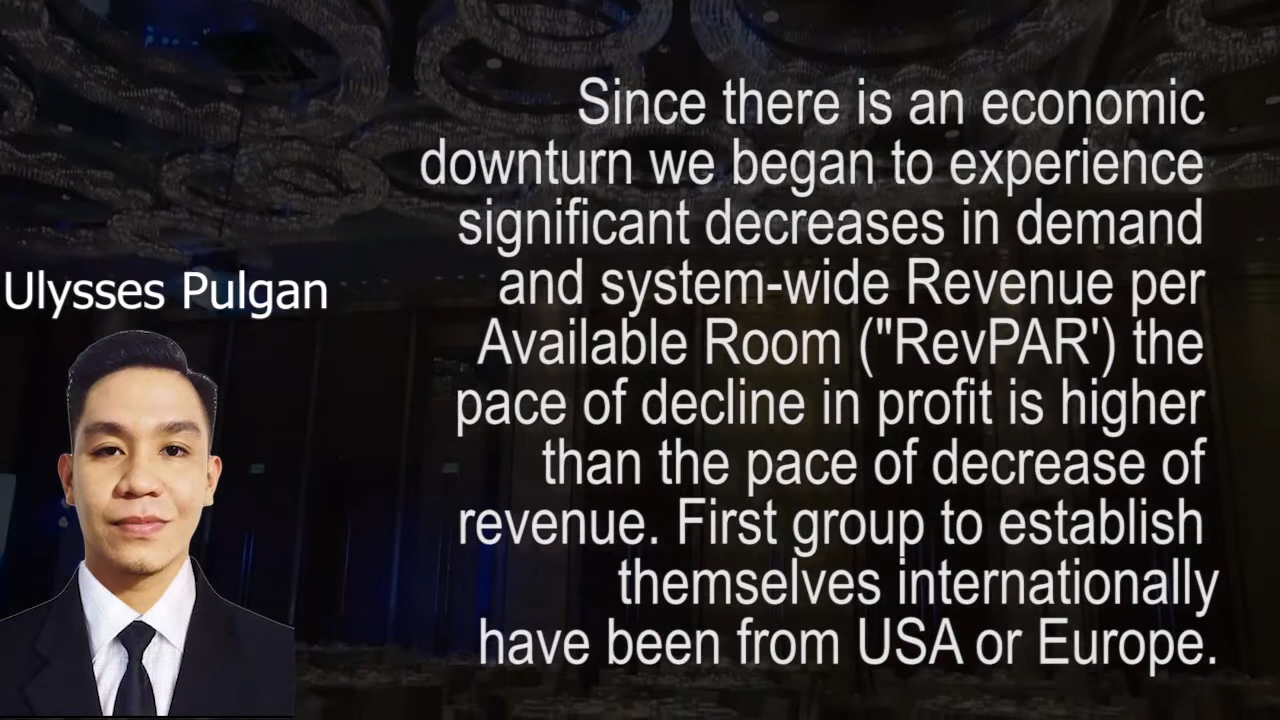 Since there is an economic
downturn we began to experience
significant decreases in demand
and system-wide Revenue per
Available Room ("RevPAR') the
pace of decline in profit is higher
than the pace of decrease of
revenue. First group to establish
themselves internationally
have been from USA or Europe.
Ulysses Pulgan